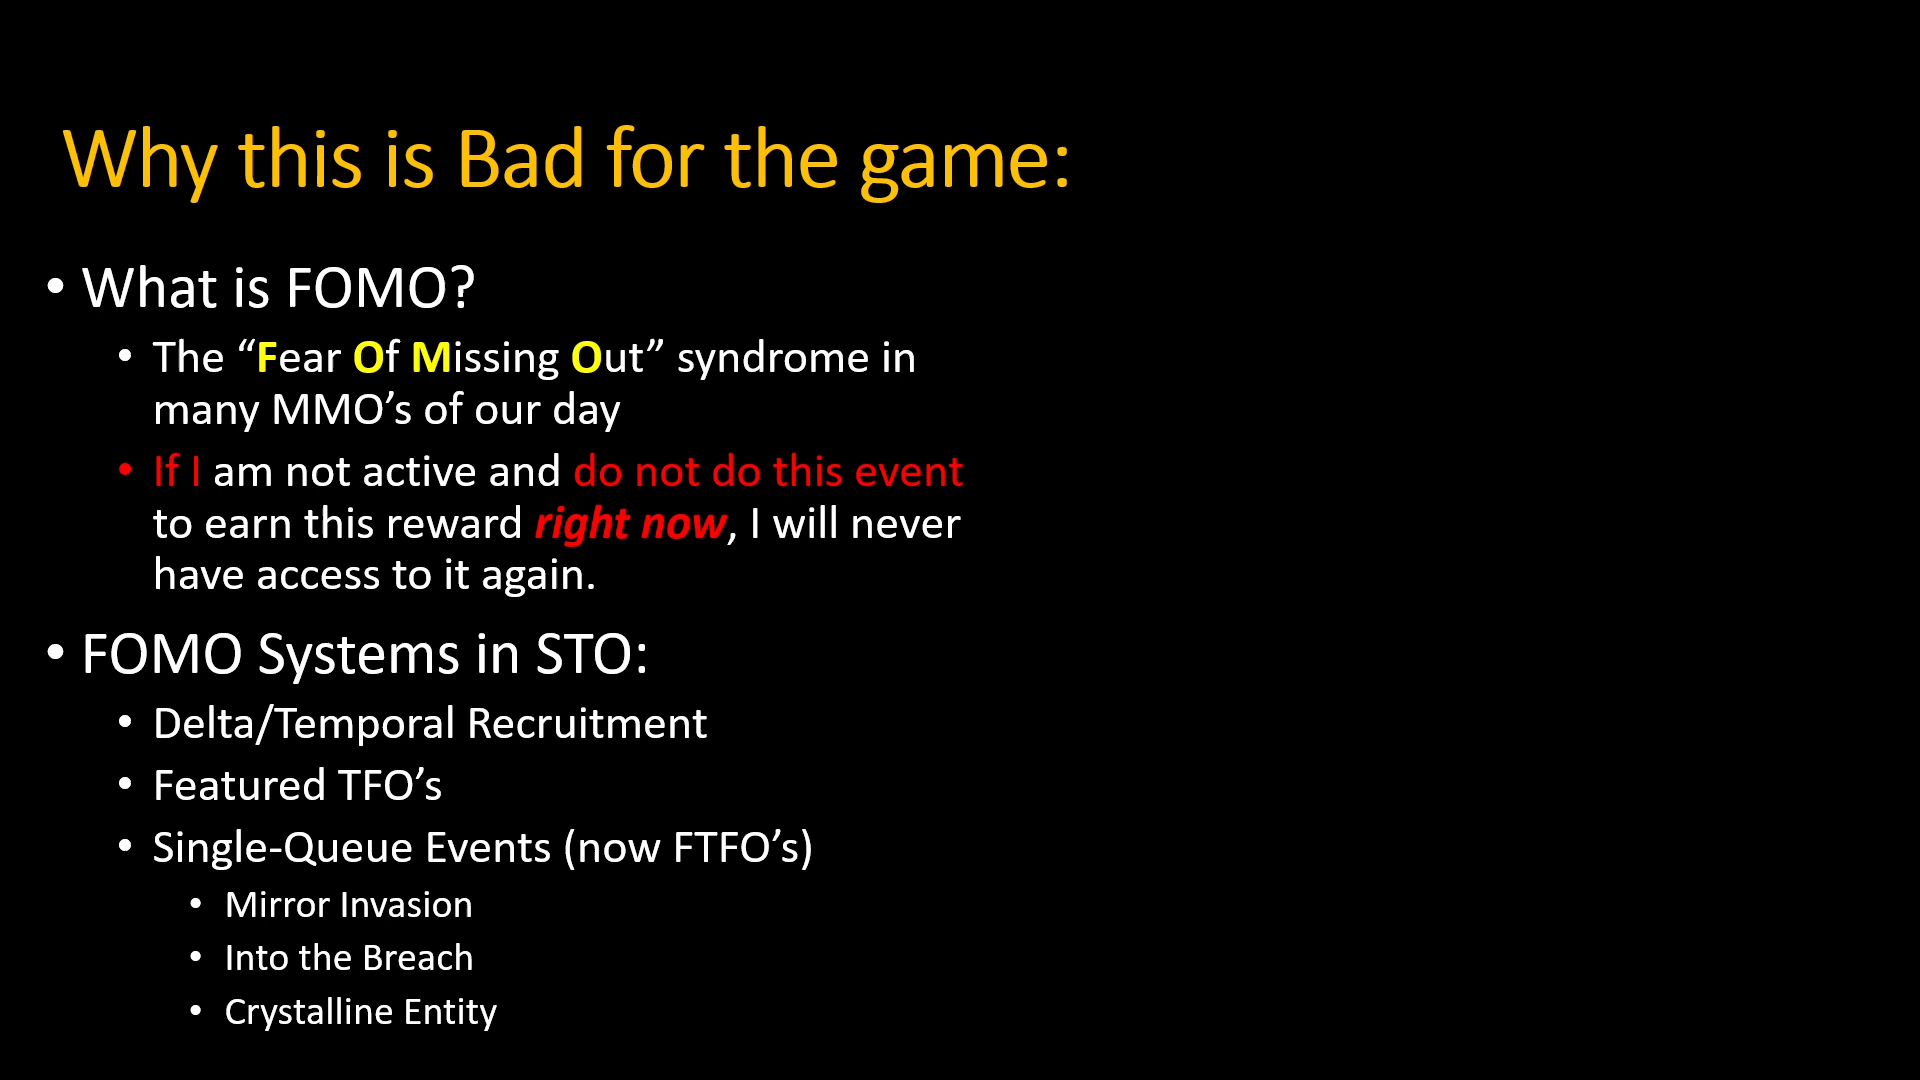 Why this is Bad for the game:
• What is FOMO?
• The “Fear Of Missing Out” syndrome in
many MMO’s of our day
• If I am not active and do not do this event
to earn this reward right now, I will never
have access to it again.
• FOMO Systems in STO:
• Delta/Temporal Recruitment
• Featured TFO’s
• Single-Queue Events (now FTFO’s)
• Mirror Invasion
• Into the Breach
• Crystalline Entity